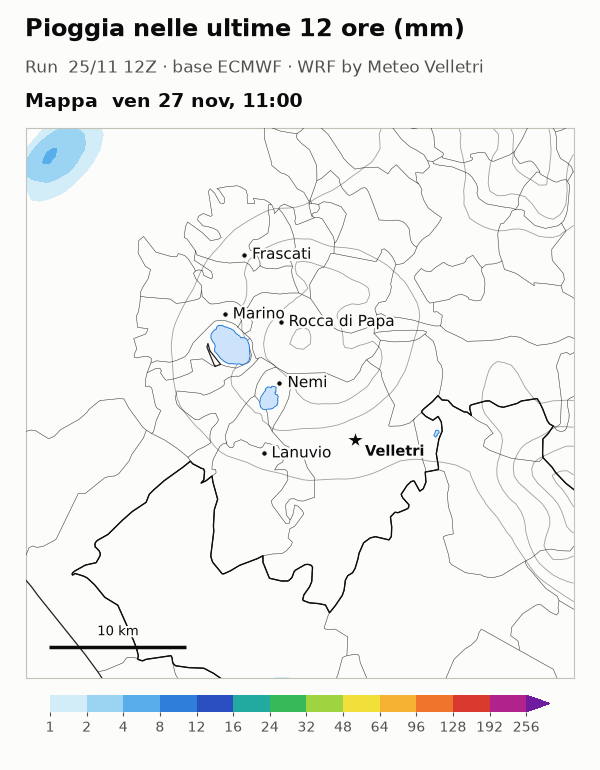 Pioggia nelle ultime 12 ore (mm)
Run 25/11 12Z · base ECMWF · WRF by Meteo Velletri
Mappa ven 27 nov, 11:00
Frascati
Marino
Rocca di Papa
Nemi
Velletri
Lanuvio
10 km
1 2 4 8 12 16 24 32 48 64 96 128 192 256